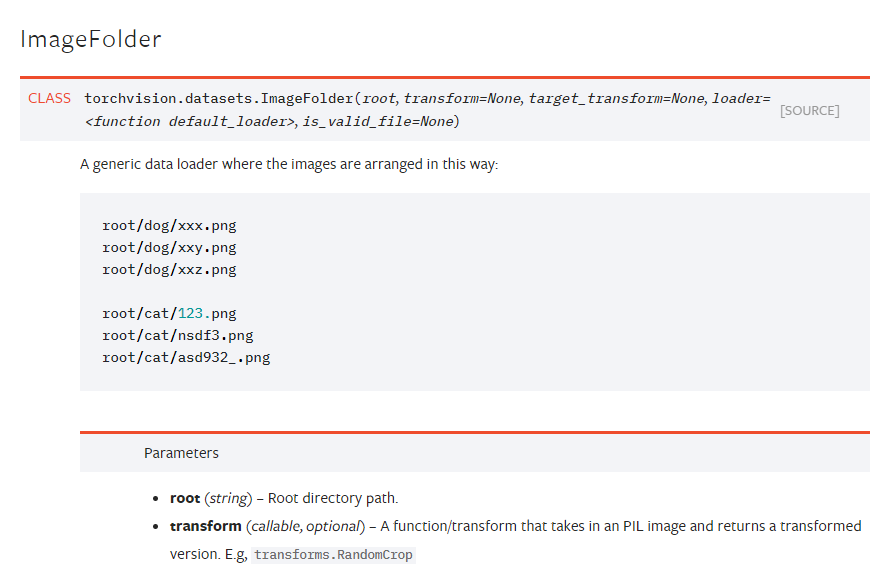 ImageFolder
CLASS torchvision.datasets.ImageFolder(root, transform=None, target_transform=None, loader=
<function default_loader>, is_valid_file=None) [SOURCE]
A generic data loader where the images are arranged in this way:
root/dog/xxx.png
root/dog/xxy.png
root/dog/xxz.png
root/cat/123.png
root/cat/nsdf3.png
root/cat/asd932_.png
Parameters
• root (string) – Root directory path.
• transform (callable, optional) – A function/transform that takes in an PIL image and returns a transformed
version. E.g, transforms.RandomCrop